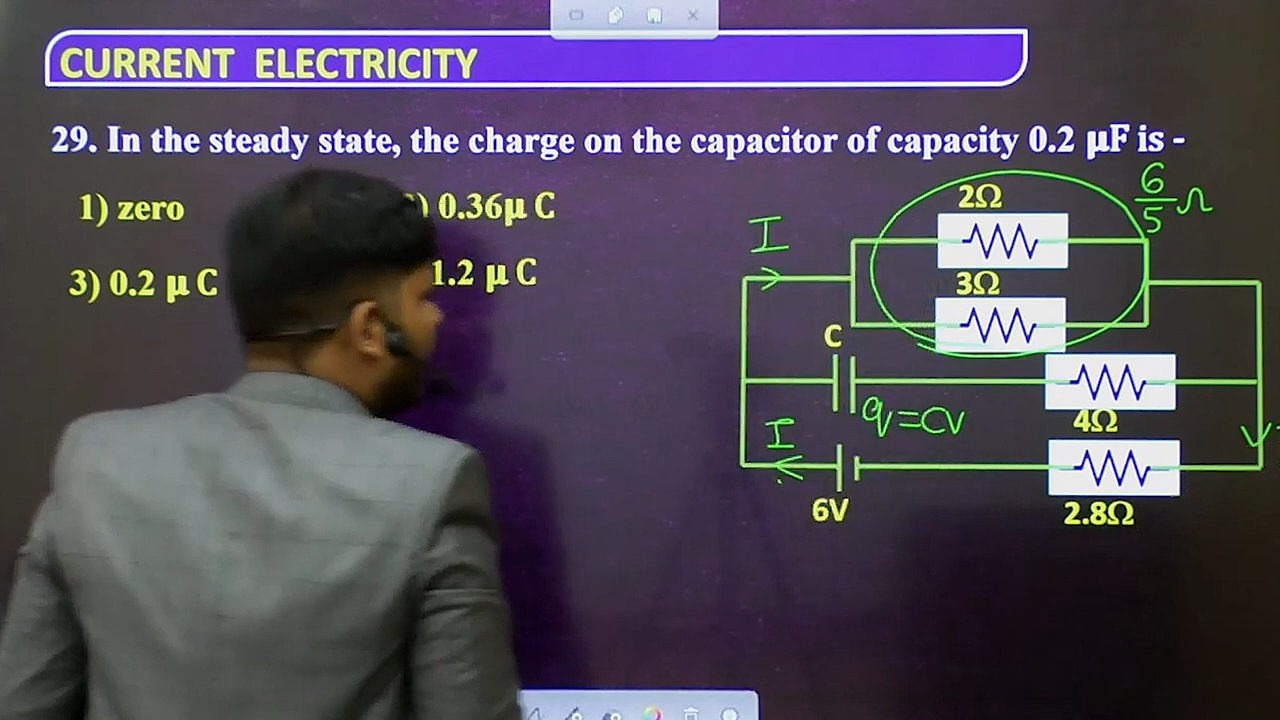 CURRENT ELECTRICITY
29. In the steady state, the charge on the capacitor of capacity 0.2 μF is -
1) zero
) 0.36μ C
3) 0.2 μ C
1.2 μ C
2Ω
6/5 Ω
I
3Ω
C
q=CV
4Ω
I
6V
2.8Ω